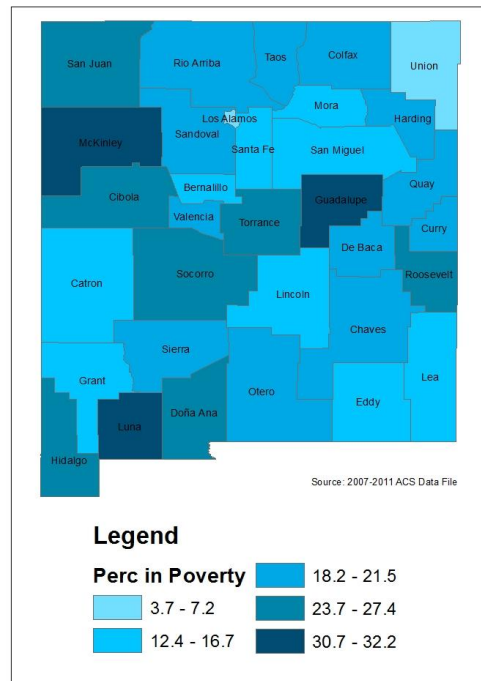 San Juan
Rio Arriba
Taos
Colfax
Union
Mora
Los Alamos
Harding
McKinley
Sandoval
Santa Fe
San Miguel
Bernalillo
Quay
Cibola
Guadalupe
Valencia
Torrance
Curry
De Baca
Socorro
Roosevelt
Catron
Lincoln
Chaves
Sierra
Grant
Lea
Otero
Eddy
Luna
Doña Ana
Hidalgo
Source: 2007-2011 ACS Data File
Legend
Perc in Poverty
3.7 - 7.2
12.4 - 16.7
18.2 - 21.5
23.7 - 27.4
30.7 - 32.2